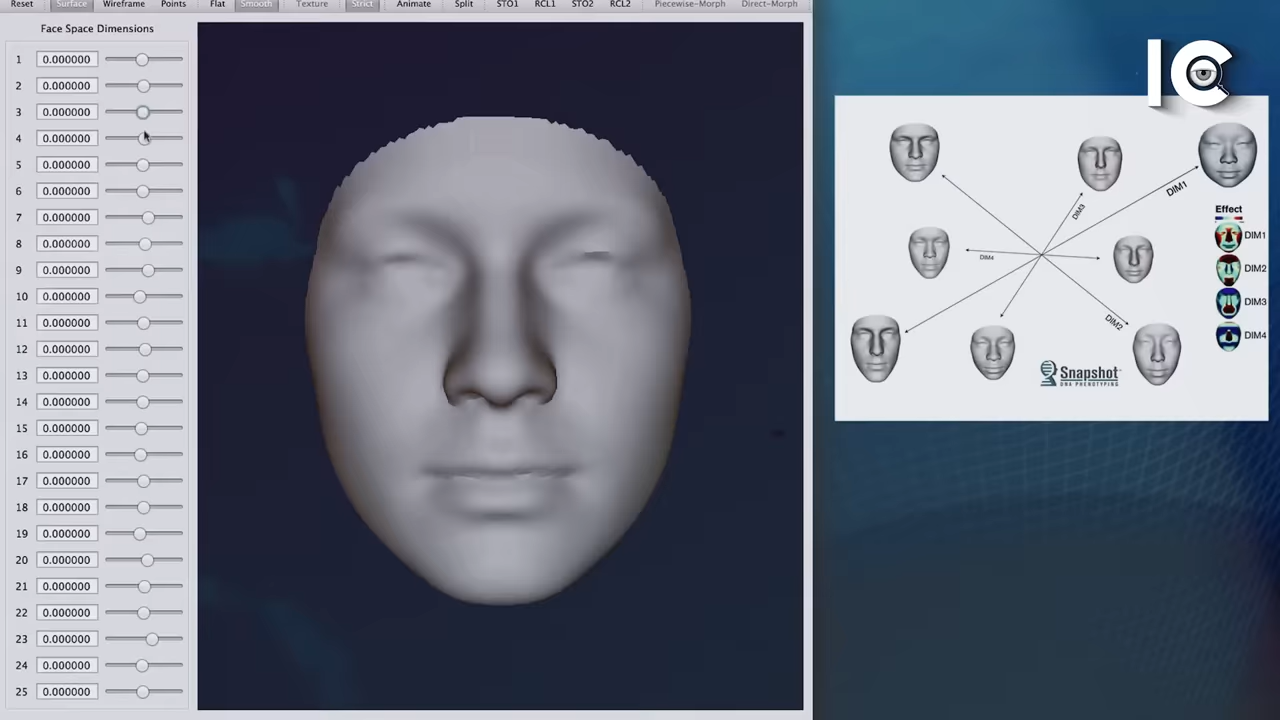 Reset Surface Wireframe Points Flat Smooth Texture Strict Animate Split STO1 RCL1 STO2 RCL2 Piecewise-Morph Direct-Morph
Face Space Dimensions
1 0.000000
2 0.000000
3 0.000000
4 0.000000
5 0.000000
6 0.000000
7 0.000000
8 0.000000
9 0.000000
10 0.000000
11 0.000000
12 0.000000
13 0.000000
14 0.000000
15 0.000000
16 0.000000
17 0.000000
18 0.000000
19 0.000000
20 0.000000
21 0.000000
22 0.000000
23 0.000000
24 0.000000
25 0.000000
IC
DIM1
DIM3
DIM4
DIM2
Effect
DIM1
DIM2
DIM3
DIM4
Snapshot
DNA PHENOTYPING